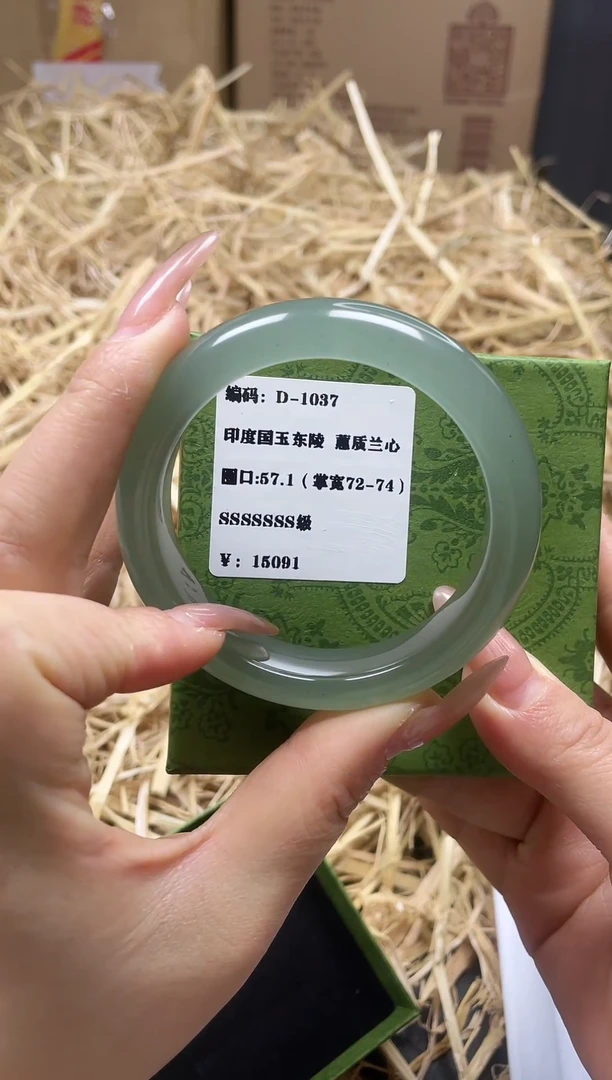 编码: D-1037
印度国玉东陵 蕙质兰心
圈口:57.1 (掌宽72-74)
SSSSSSS级
¥: 15091